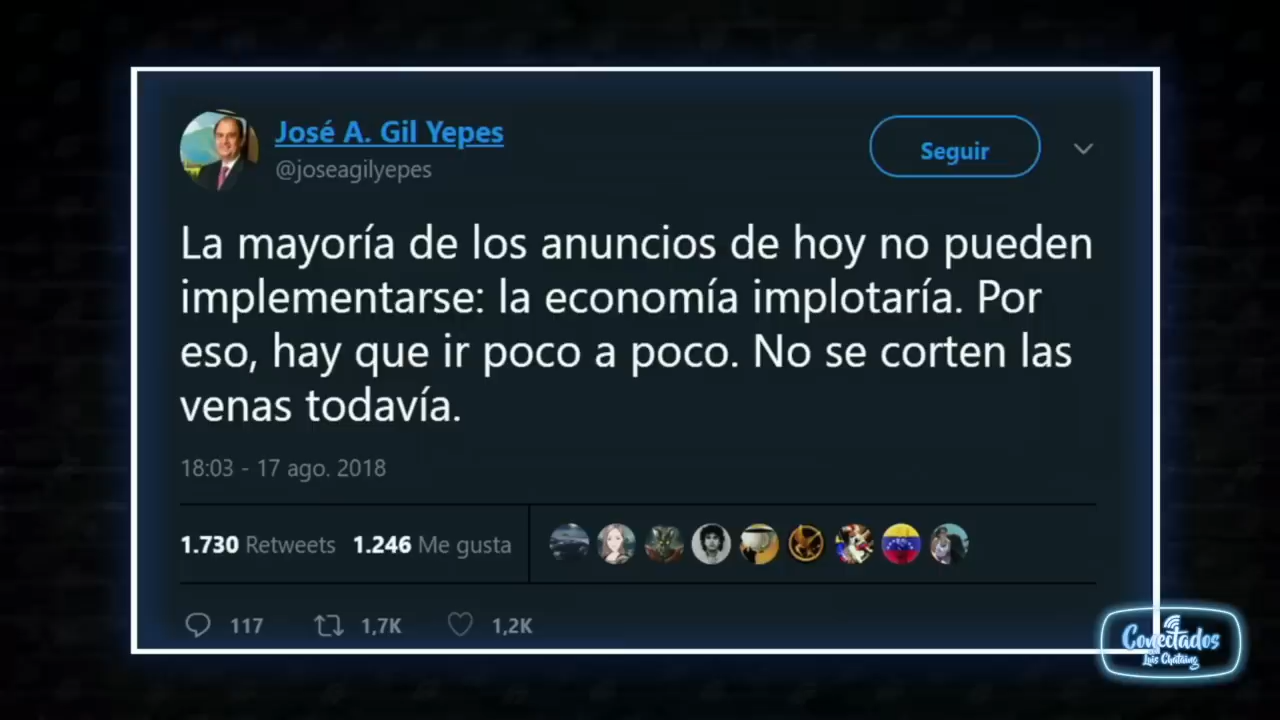 José A. Gil Yepes
@joseagilyepes
Seguir
La mayoría de los anuncios de hoy no pueden
implementarse: la economía implotaría. Por
eso, hay que ir poco a poco. No se corten las
venas todavía.
18:03 - 17 ago. 2018
1.730 Retweets 1.246 Me gusta
117 1,7K 1,2K
Conectados
Luis Chataing